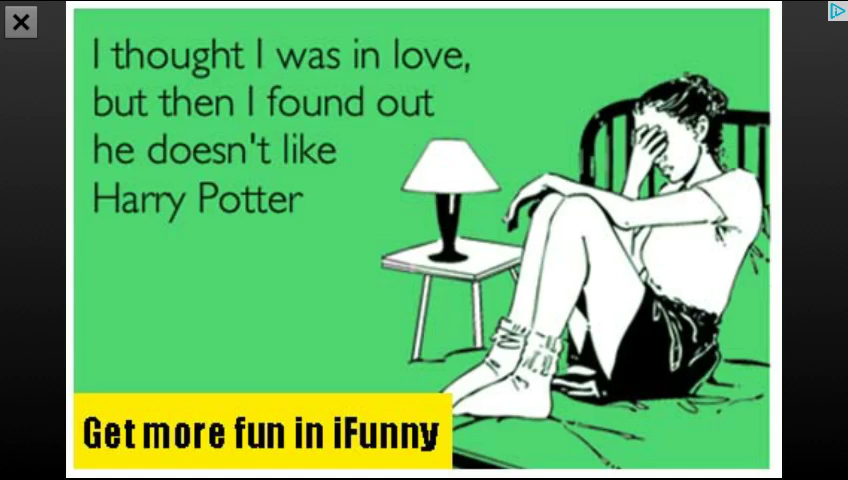 I thought I was in love,
but then I found out
he doesn't like
Harry Potter
Get more fun in iFunny